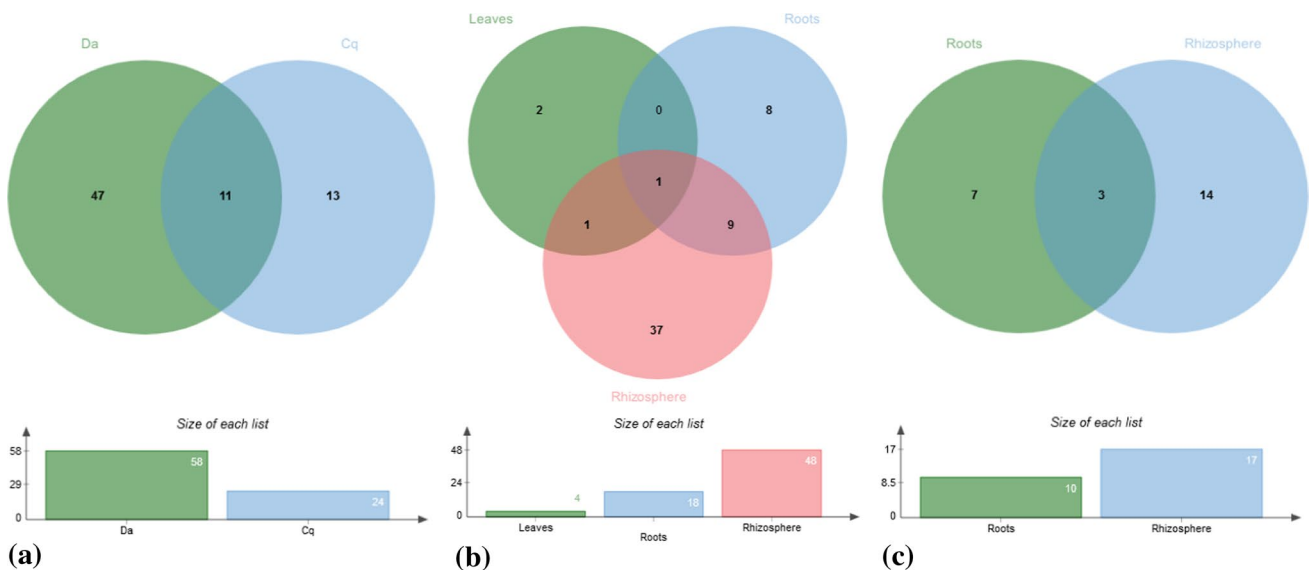 Da
Cq
47
11
13
Size of each list
58
29
0
58
24
Da
Cq
(a)
Leaves
Roots
2
0
8
1
1
9
37
Rhizosphere
Size of each list
48
24
0
4
18
48
Leaves
Roots
Rhizosphere
(b)
Roots
Rhizosphere
7
3
14
Size of each list
17
8.5
0
10
17
Roots
Rhizosphere
(c)